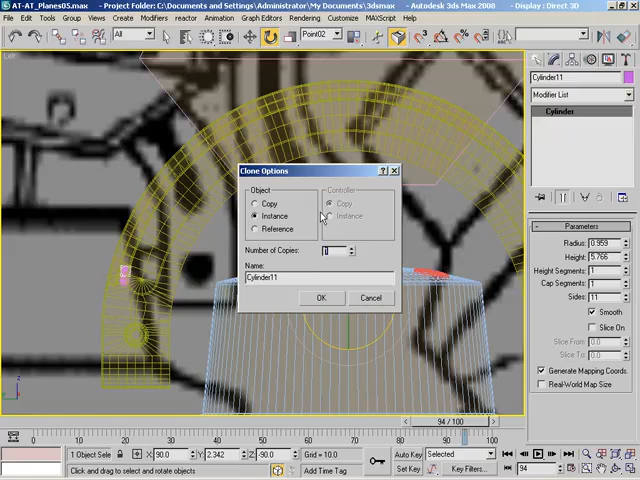 AT-AT_Planes05.max - Project Folder: C:\Documents and Settings\Administrator\My Documents\3dsmax - Autodesk 3ds Max 2008 - Display : Direct 3D
File Edit Tools Group Views Create Modifiers reactor Animation Graph Editors Rendering Customize MAXScript Help
All Point02
Left
Cylinder11
Modifier List
Cylinder
Clone Options
Object Controller
Copy Copy
Instance Instance
Reference
Number of Copies: 1
Name:
Cylinder11
OK Cancel
Parameters
Radius: 0.959
Height: 5.766
Height Segments: 1
Cap Segments: 1
Sides: 11
Smooth
Slice On
Slice From: 0.0
Slice To: 0.0
Generate Mapping Coords.
Real-World Map Size
94 / 100
0 10 20 30 40 50 60 70 80 90 100
1 Object Sele X: 90.0 Y: 2.342 Z: -90.0 Grid = 10.0 Auto Key Selected
Click and drag to select and rotate objects Add Time Tag Set Key Key Filters... 94